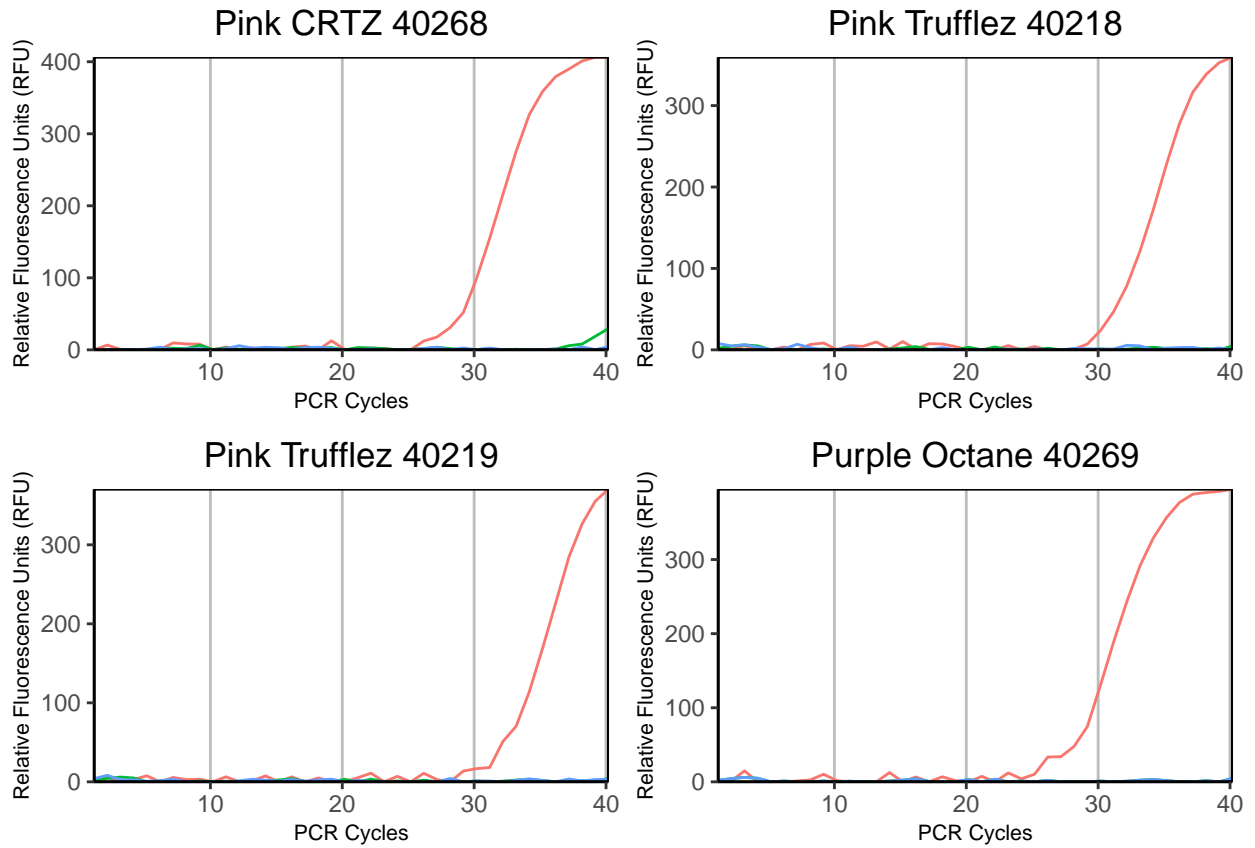 Pink CRTZ 40268
Relative Fluorescence Units (RFU)
400
300
200
100
0
10 20 30 40
PCR Cycles
Pink Trufflez 40218
Relative Fluorescence Units (RFU)
300
200
100
0
10 20 30 40
PCR Cycles
Pink Trufflez 40219
Relative Fluorescence Units (RFU)
300
200
100
0
10 20 30 40
PCR Cycles
Purple Octane 40269
Relative Fluorescence Units (RFU)
300
200
100
0
10 20 30 40
PCR Cycles